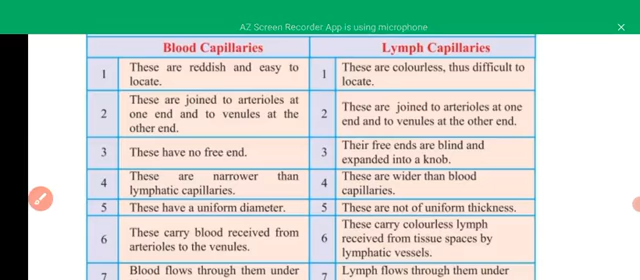 AZ Screen Recorder App is using microphone
Blood Capillaries Lymph Capillaries
1 These are reddish and easy to
locate.
1 These are colourless, thus difficult to
locate.
2 These are joined to arterioles at
one end and to venules at the
other end.
2 These are joined to arterioles at one
end and to venules at the other end.
3 These have no free end.
3 Their free ends are blind and
expanded into a knob.
4 These are narrower than
lymphatic capillaries.
4 These are wider than blood
capillaries.
5 These have a uniform diameter.
5 These are not of uniform thickness.
6 These carry blood received from
arterioles to the venules.
6 These carry colourless lymph
received from tissue spaces by
lymphatic vessels.
7 Blood flows through them under
7 Lymph flows through them under